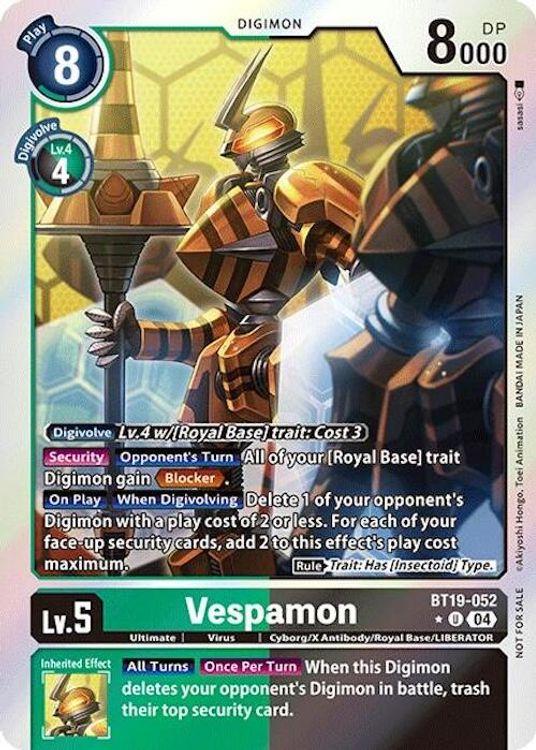 Play
8
DIGIMON
8000
DP
Digivolve
Lv.4
4
sasasi
Digivolve Lv.4 w/[Royal Base] trait: Cost 3
Security Opponent's Turn All of your [Royal Base] trait
Digimon gain Blocker .
On Play When Digivolving Delete 1 of your opponent's
Digimon with a play cost of 2 or less. For each of your
face-up security cards, add 2 to this effect's play cost
maximum.
Rule Trait: Has [Insectoid] Type.
©Akiyoshi Hongo, Toei Animation BANDAI MADE IN JAPAN
NOT FOR SALE
Lv.5
Vespamon
BT19-052
U 04
Ultimate Virus Cyborg/X Antibody/Royal Base/LIBERATOR
Inherited Effect
All Turns Once Per Turn When this Digimon
deletes your opponent's Digimon in battle, trash
their top security card.